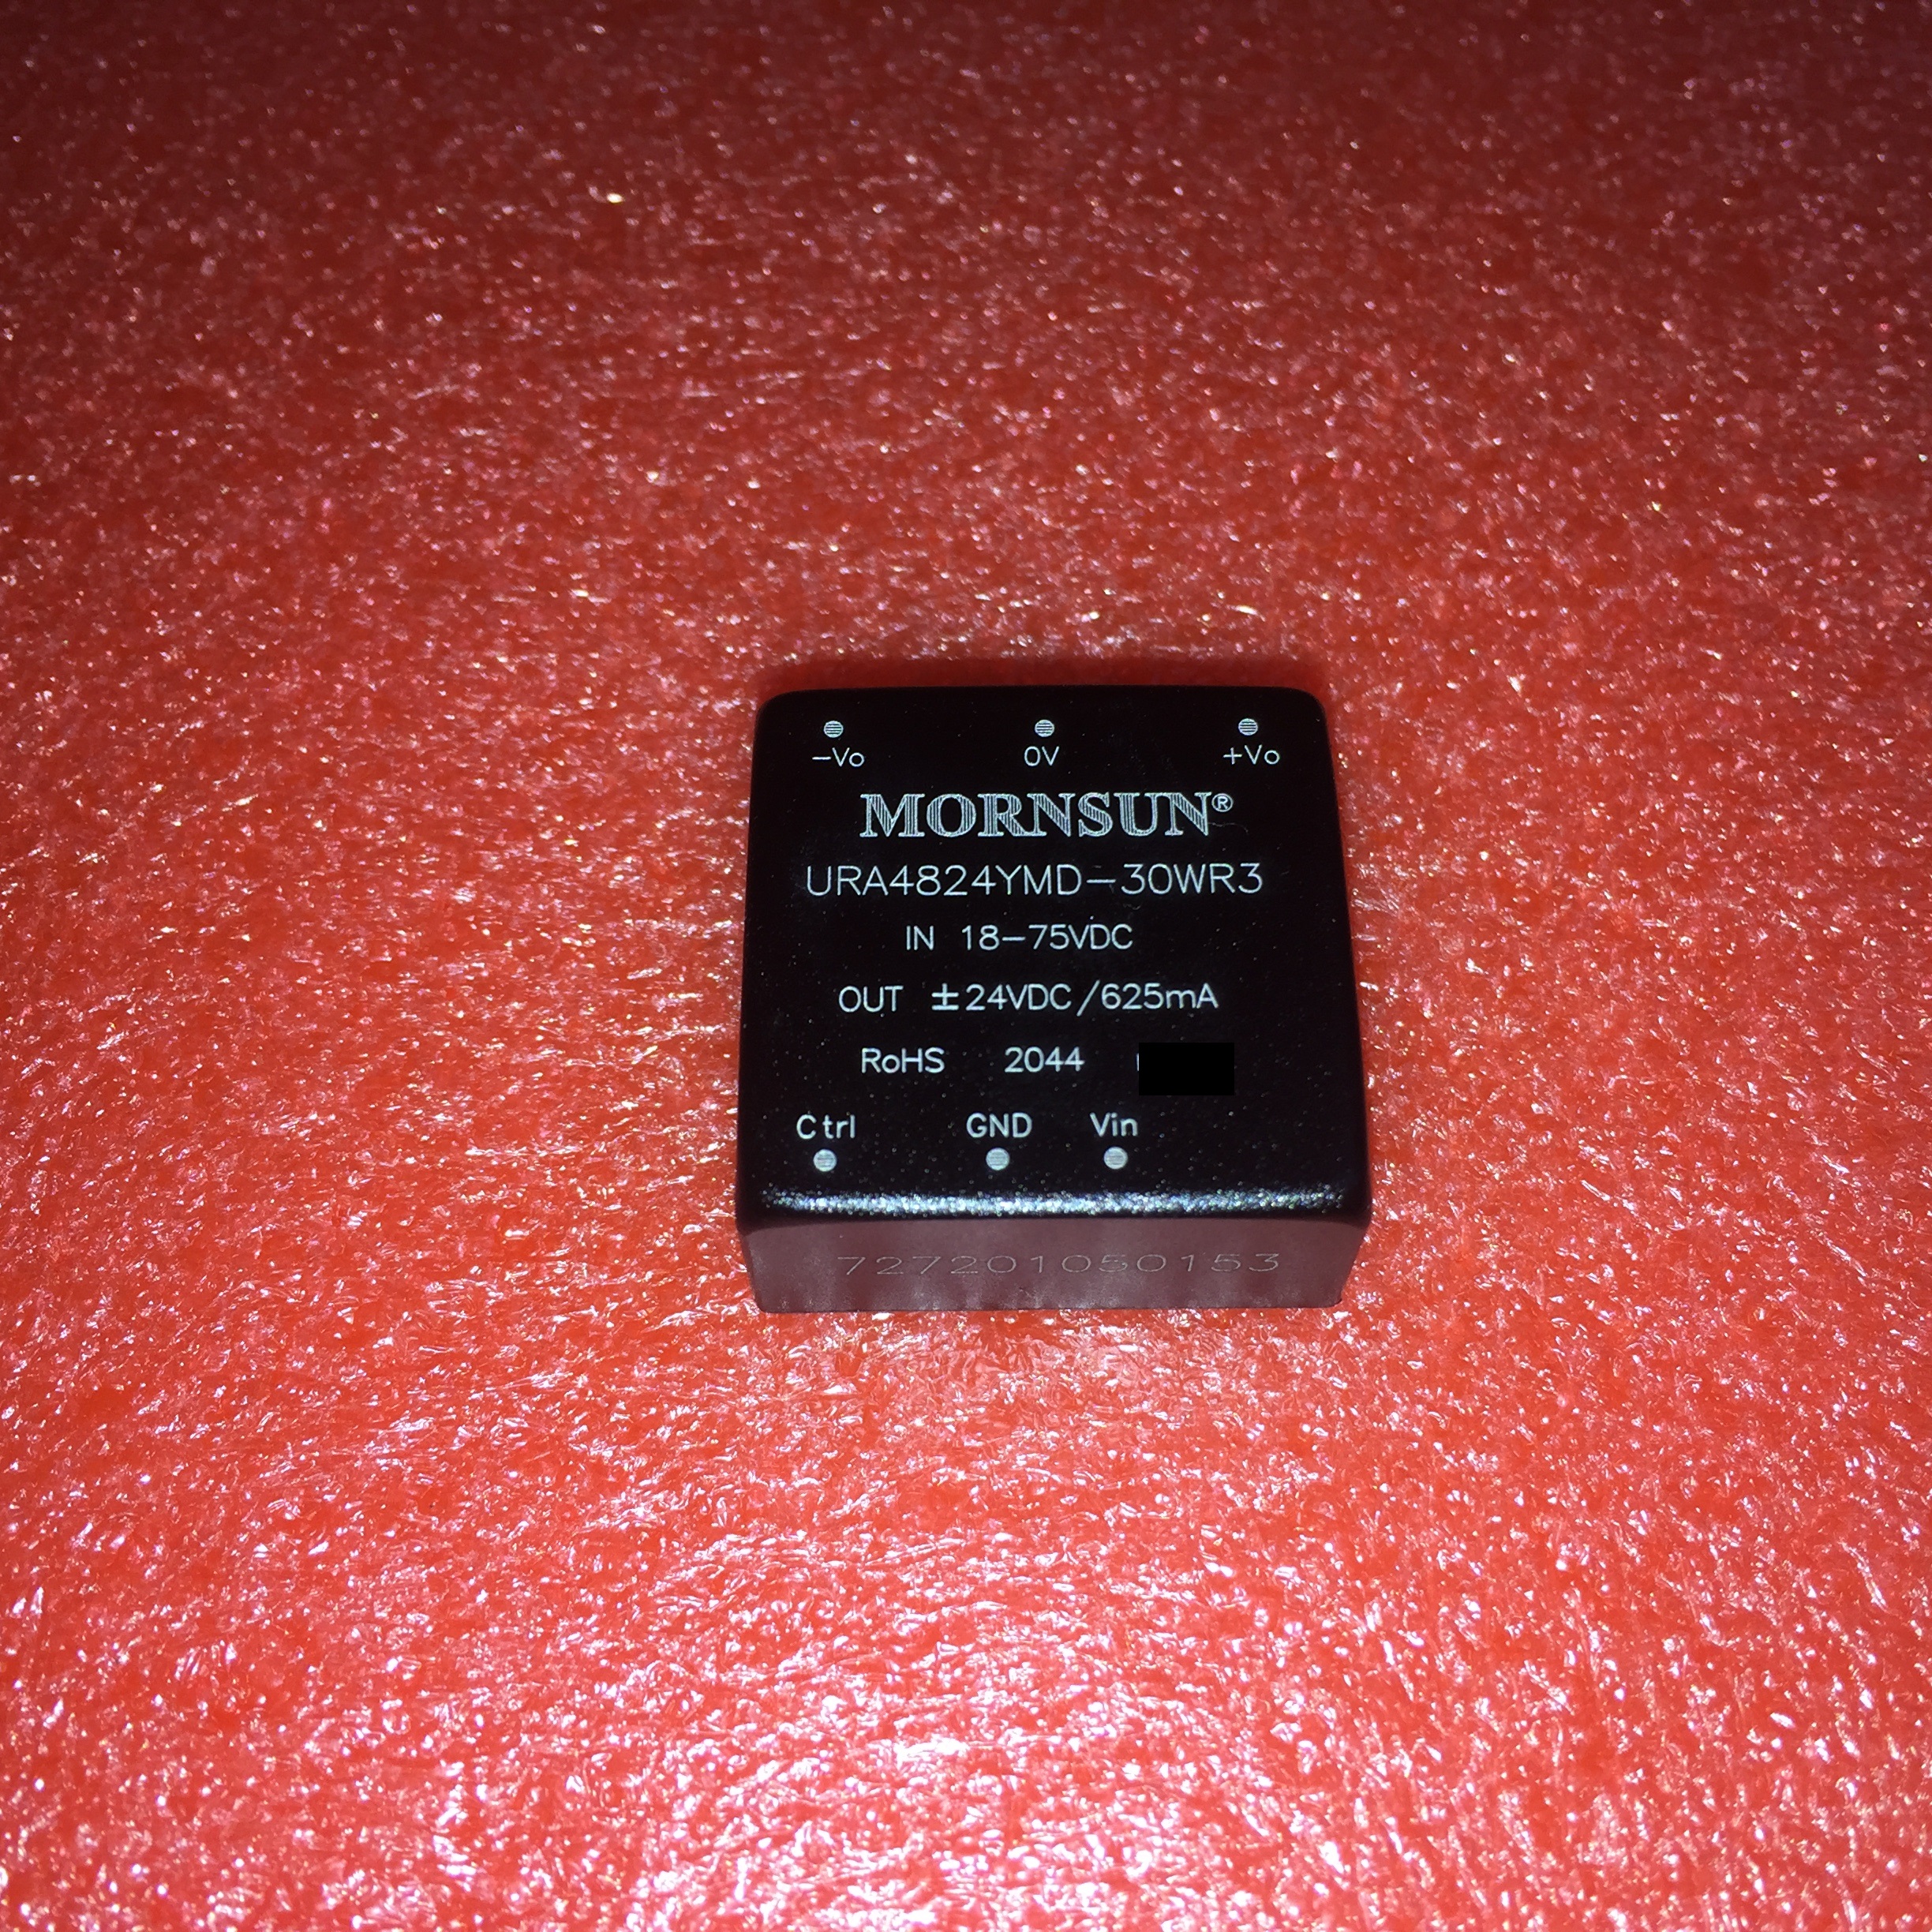 -Vo 0V +Vo
MORNSUN®
URA4824YMD-30WR3
IN 18-75VDC
OUT ±24VDC/625mA
RoHS 2044
Ctrl GND Vin
727201050153